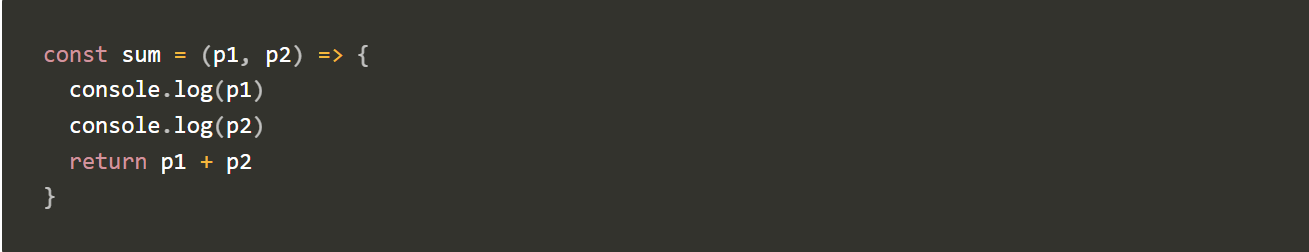 const sum = (p1, p2) => {
  console.log(p1)
  console.log(p2)
  return p1 + p2
}